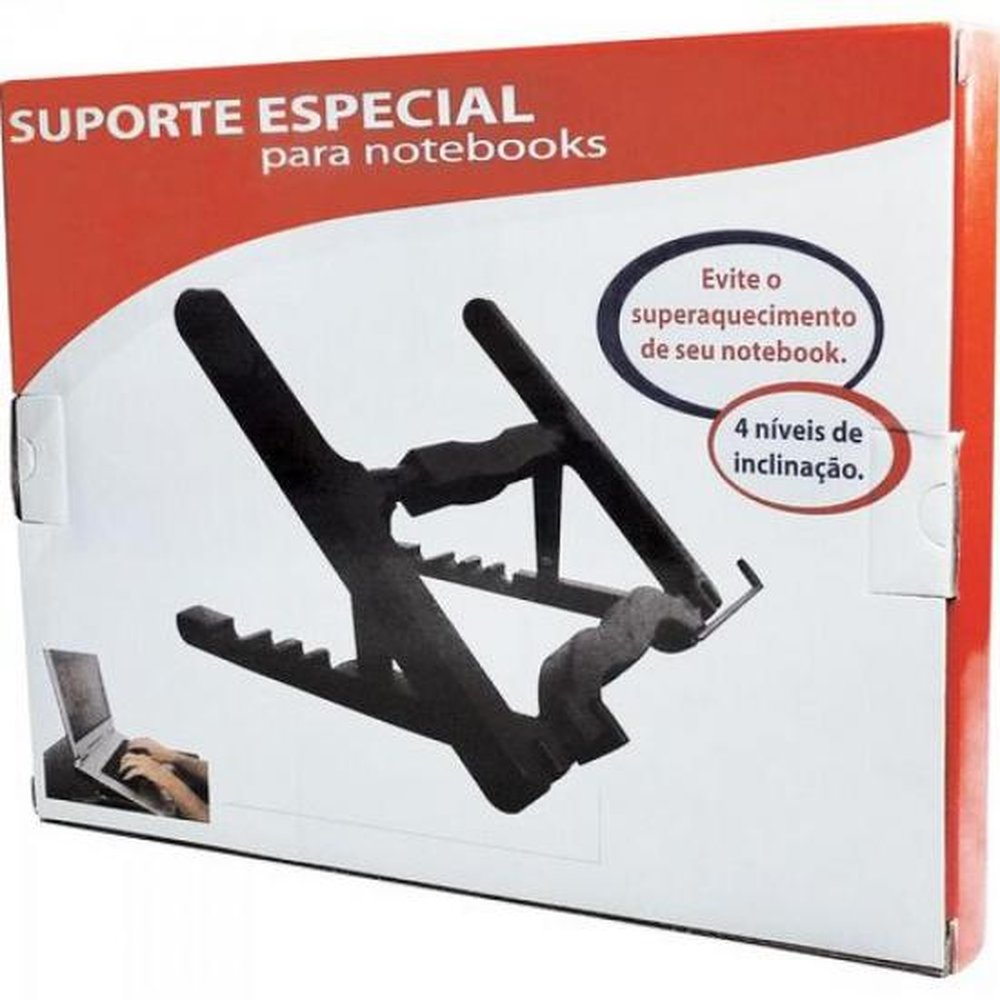 SUPORTE ESPECIAL
para notebooks
Evite o
superaquecimento
de seu notebook.
4 níveis de
inclinação.